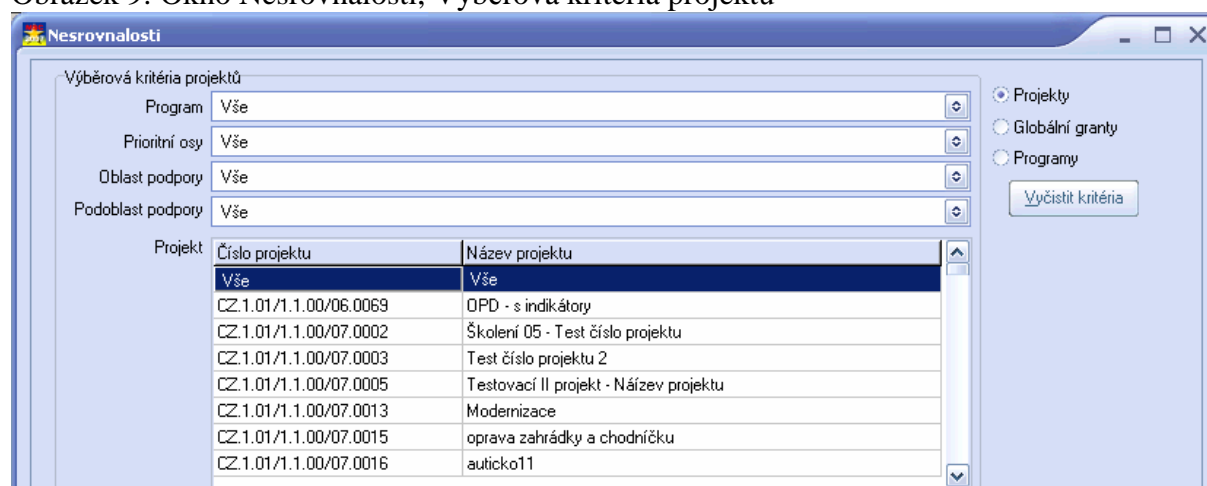 Obrázek 9: Okno Nesrovnalosti, Výběrová kritéria projektů
Nesrovnalosti
Výběrová kritéria projektů
Program Vše
Prioritní osy Vše
Oblast podpory Vše
Podoblast podpory Vše
Projekty
Globální granty
Programy
Vyčistit kritéria
Projekt Číslo projektu Název projektu
Vše Vše
CZ.1.01/1.1.00/06.0069 OPD - s indikátory
CZ.1.01/1.1.00/07.0002 Školení 05 - Test číslo projektu
CZ.1.01/1.1.00/07.0003 Test číslo projektu 2
CZ.1.01/1.1.00/07.0005 Testovací II projekt - Náízev projektu
CZ.1.01/1.1.00/07.0013 Modernizace
CZ.1.01/1.1.00/07.0015 oprava zahrádky a chodníčku
CZ.1.01/1.1.00/07.0016 auticko11